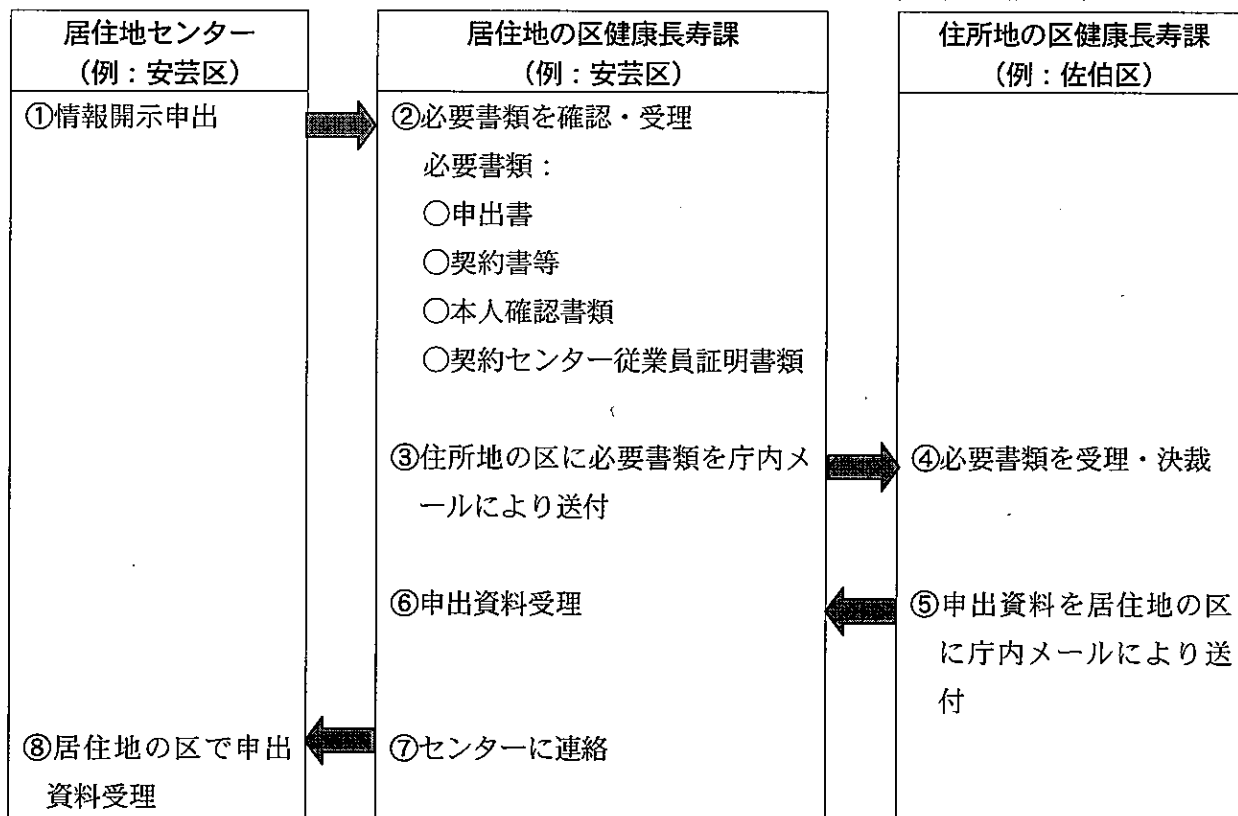 居住地センター
(例：安芸区)
居住地の区健康長寿課
(例：安芸区)
住所地の区健康長寿課
(例：佐伯区)
①情報開示申出
②必要書類を確認・受理
必要書類：
○申出書
○契約書等
○本人確認書類
○契約センター従業員証明書類
③住所地の区に必要書類を庁内メ
ールにより送付
④必要書類を受理・決裁
⑤申出資料を居住地の区
に庁内メールにより送
付
⑥申出資料受理
⑦センターに連絡
⑧居住地の区で申出
資料受理